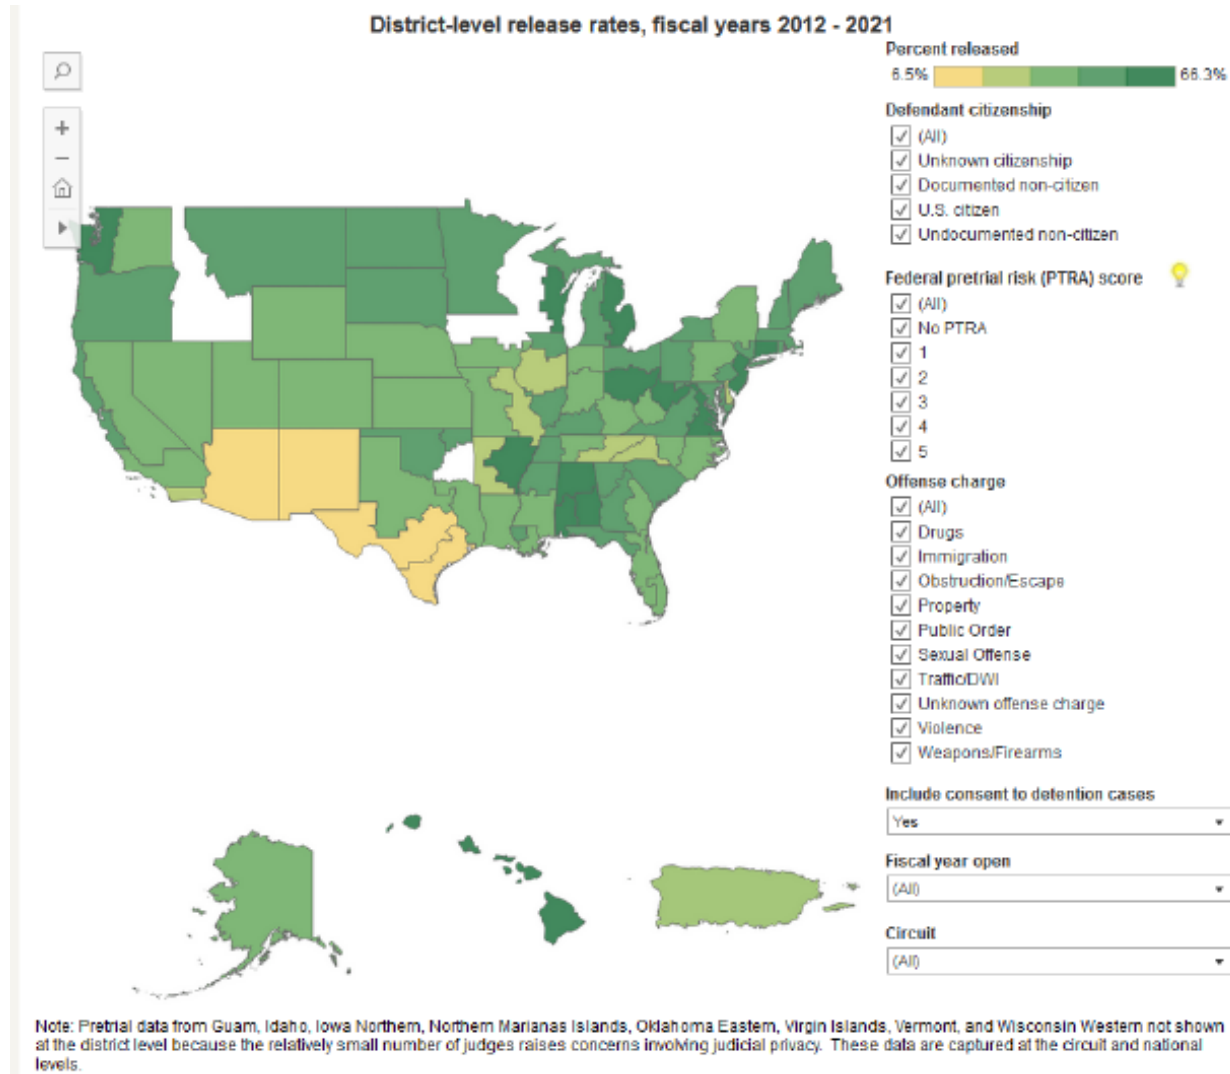 District-level release rates, fiscal years 2012 - 2021
Percent released
6.5% 66.3%
Defendant citizenship
(All)
Unknown citizenship
Documented non-citizen
U.S. citizen
Undocumented non-citizen
Federal pretrial risk (PTRA) score
(All)
No PTRA
1
2
3
4
5
Offense charge
(All)
Drugs
Immigration
Obstruction/Escape
Property
Public Order
Sexual Offense
Traffic/DWI
Unknown offense charge
Violence
Weapons/Firearms
Include consent to detention cases
Yes
Fiscal year open
(All)
Circuit
(All)
Note: Pretrial data from Guam, Idaho, Iowa Northern, Northern Marianas Islands, Oklahoma Eastern, Virgin Islands, Vermont, and Wisconsin Western not shown
at the district level because the relatively small number of judges raises concerns involving judicial privacy. These data are captured at the circuit and national
levels.